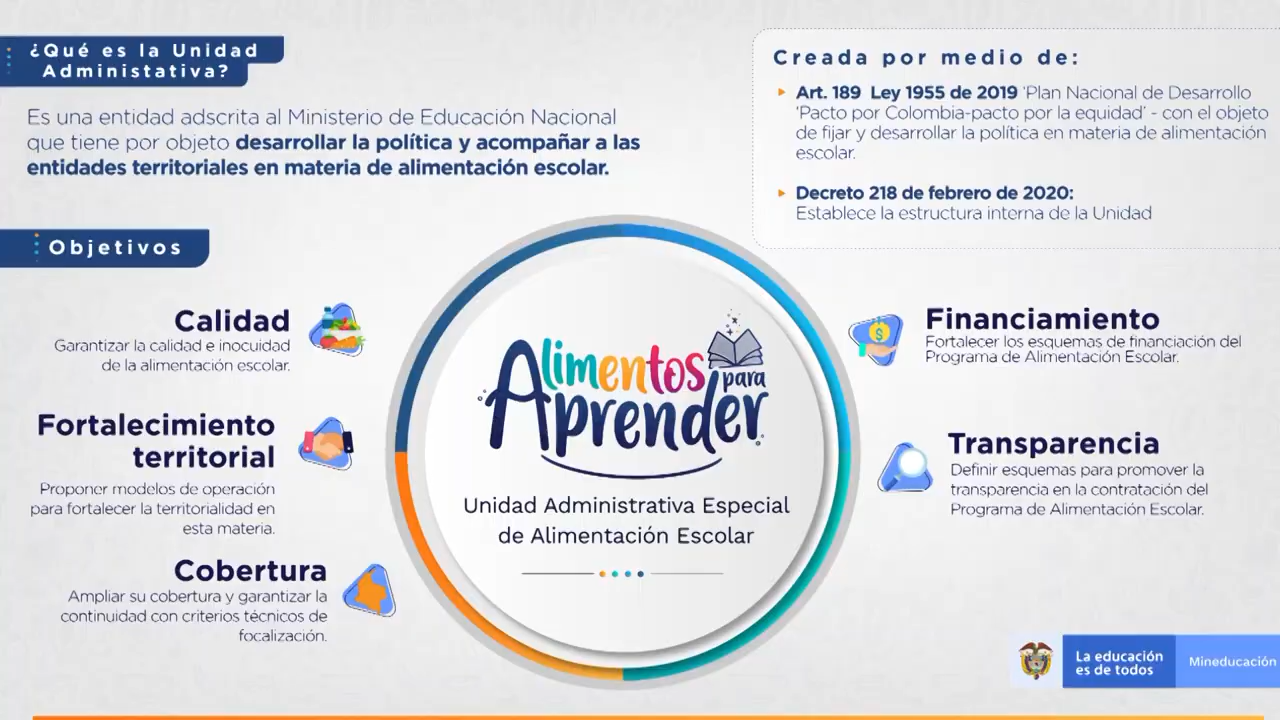 ¿Qué es la Unidad
Administativa?
Es una entidad adscrita al Ministerio de Educación Nacional
que tiene por objeto desarrollar la política y acompañar a las
entidades territoriales en materia de alimentación escolar.
Creada por medio de:
Art. 189 Ley 1955 de 2019 'Plan Nacional de Desarrollo
'Pacto por Colombia-pacto por la equidad' - con el objeto
de fijar y desarrollar la política en materia de alimentación
escolar.
Decreto 218 de febrero de 2020:
Establece la estructura interna de la Unidad
Objetivos
Calidad
Garantizar la calidad e inocuidad
de la alimentación escolar.
Fortalecimiento
territorial
Proponer modelos de operación
para fortalecer la territorialidad en
esta materia.
Cobertura
Ampliar su cobertura y garantizar la
continuidad con criterios técnicos de
focalización.
Alimentos
para
Aprender
Unidad Administrativa Especial
de Alimentación Escolar
Financiamiento
Fortalecer los esquemas de financiación del
Programa de Alimentación Escolar.
Transparencia
Definir esquemas para promover la
transparencia en la contratación del
Programa de Alimentación Escolar.
La educación
es de todos
Mineducación